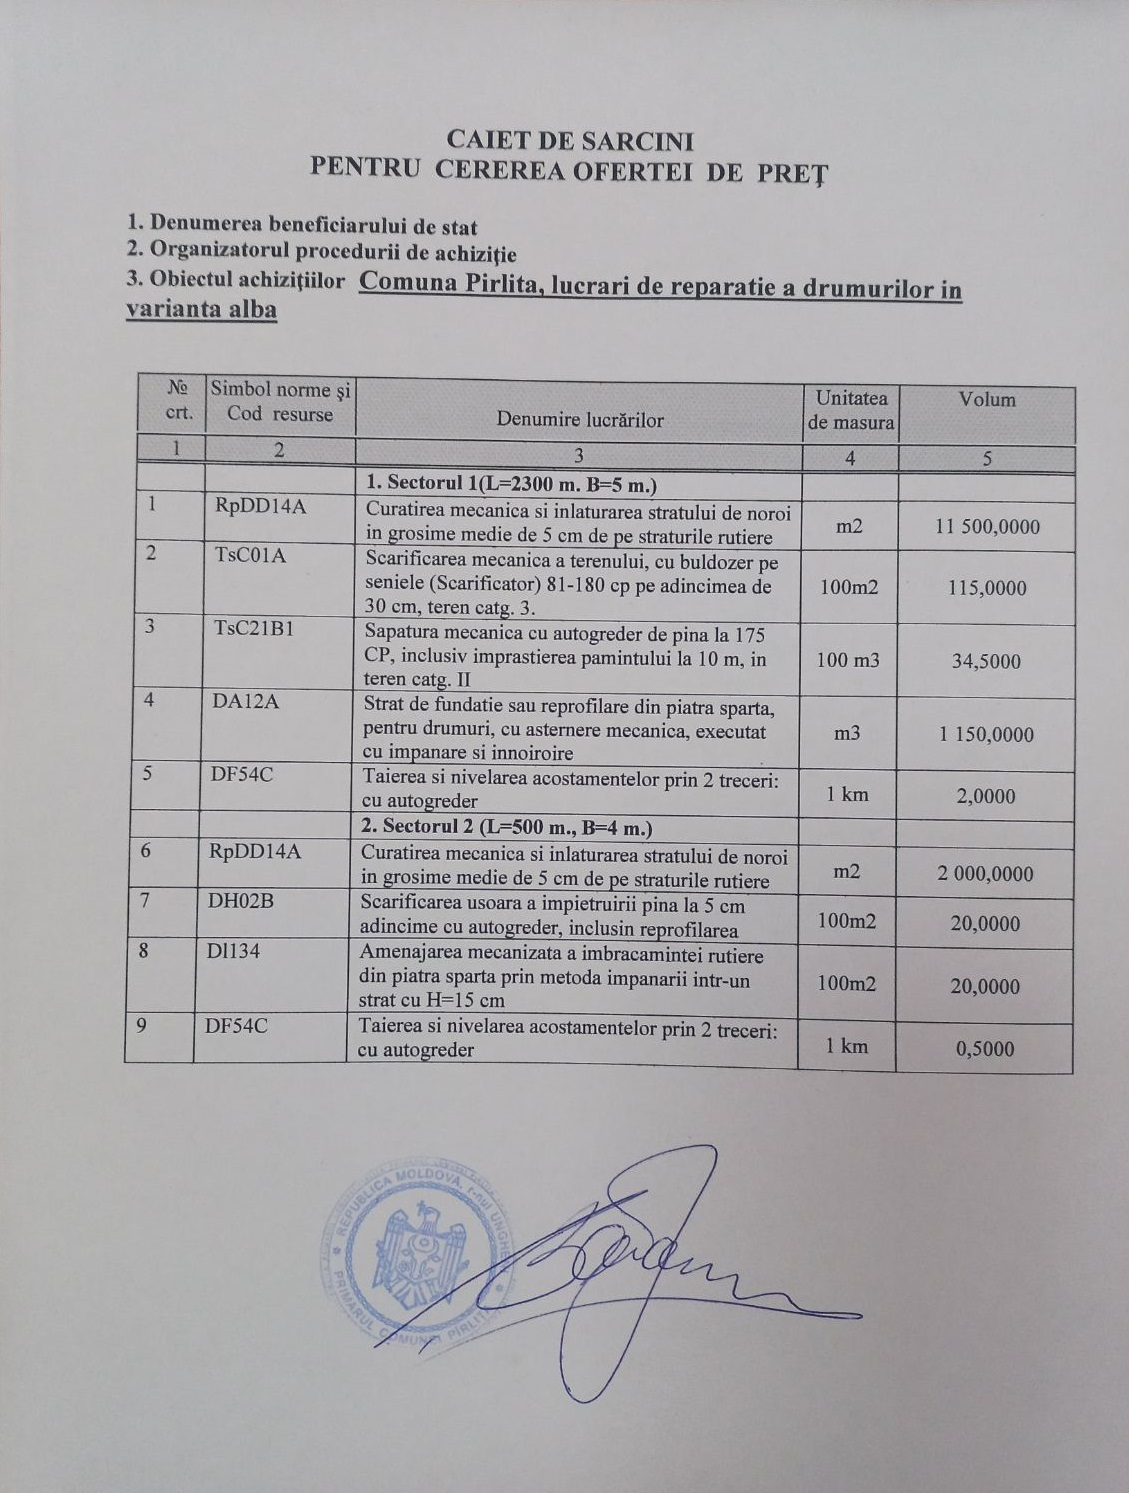 CAIET DE SARCINI
PENTRU CEREREA OFERTEI DE PREŢ
1. Denumerea beneficiarului de stat
2. Organizatorul procedurii de achiziţie
3. Obiectul achiziţiilor Comuna Pirlita, lucrari de reparatie a drumurilor in
varianta alba
№ crt.
Simbol norme şi
Cod resurse
Denumire lucrărilor
Unitatea
de masura
Volum
1 2 3 4 5
1. Sectorul 1(L=2300 m. B=5 m.)
1 RpDD14A Curatirea mecanica si inlaturarea stratului de noroi
in grosime medie de 5 cm de pe straturile rutiere
m2 11 500,0000
2 TsC01A Scarificarea mecanica a terenului, cu buldozer pe
seniele (Scarificator) 81-180 cp pe adincimea de
30 cm, teren catg. 3.
100m2 115,0000
3 TsC21B1 Sapatura mecanica cu autogreder de pina la 175
CP, inclusiv imprastierea pamintului la 10 m, in
teren catg. II
100 m3 34,5000
4 DA12A Strat de fundatie sau reprofilare din piatra sparta,
pentru drumuri, cu asternere mecanica, executat
cu impanare si innoiroire
m3 1 150,0000
5 DF54C Taierea si nivelarea acostamentelor prin 2 treceri:
cu autogreder
1 km 2,0000
2. Sectorul 2 (L=500 m., B=4 m.)
6 RpDD14A Curatirea mecanica si inlaturarea stratului de noroi
in grosime medie de 5 cm de pe straturile rutiere
m2 2 000,0000
7 DH02B Scarificarea usoara a impietruirii pina la 5 cm
adincime cu autogreder, inclusin reprofilarea
100m2 20,0000
8 DI134 Amenajarea mecanizata a imbracamintei rutiere
din piatra sparta prin metoda impanarii intr-un
strat cu H=15 cm
100m2 20,0000
9 DF54C Taierea si nivelarea acostamentelor prin 2 treceri:
cu autogreder
1 km 0,5000
REPUBLICA MOLDOVA, r-nul UNGHENI
PRIMARUL COMUNEI PÎRLIȚA